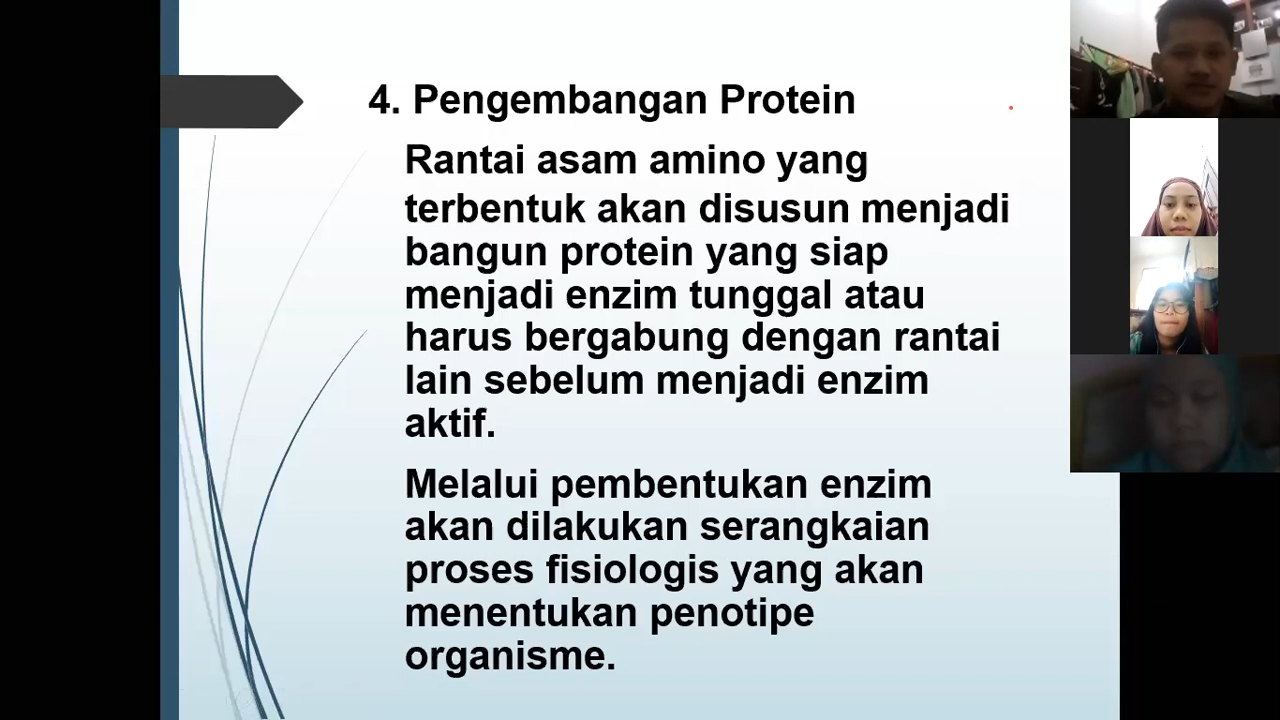 4. Pengembangan Protein
Rantai asam amino yang
terbentuk akan disusun menjadi
bangun protein yang siap
menjadi enzim tunggal atau
harus bergabung dengan rantai
lain sebelum menjadi enzim
aktif.
Melalui pembentukan enzim
akan dilakukan serangkaian
proses fisiologis yang akan
menentukan penotipe
organisme.